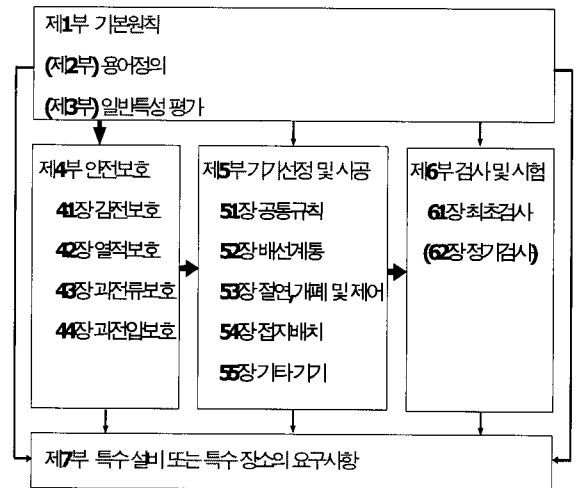 제1부 기본원칙
(제2부) 용어정의
(제3부) 일반특성 평가
제4부 안전보호
41장 감전보호
42장 열적보호
43장 과전류보호
44장 과전압보호
제5부 기기선정 및 시공
51장 공통규칙
52장 배선계통
53장 절연,개폐 및 제어
54장 접지배치
55장 기타 기기
제6부 검사 및 시험
61장 최초검사
(62장 정기검사)
제7부 특수 설비 또는 특수 장소의 요구사항